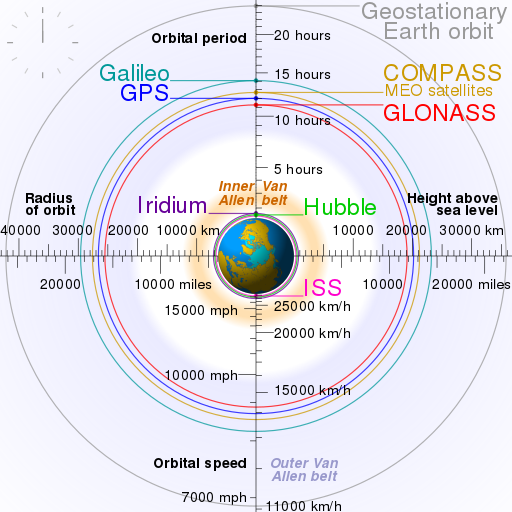 Geostationary
Earth orbit
Orbital period
20 hours
Galileo
15 hours
COMPASS
MEO satellites
GPS
GLONASS
10 hours
5 hours
Inner Van
Allen belt
Radius
of orbit
Iridium
Hubble
Height above
sea level
40000 30000 20000 10000 km
10000 20000 30000 km
20000 10000 miles
10000 20000 miles
ISS
15000 mph
25000 km/h
20000 km/h
10000 mph
15000 km/h
Orbital speed
Outer Van
Allen belt
7000 mph
11000 km/h